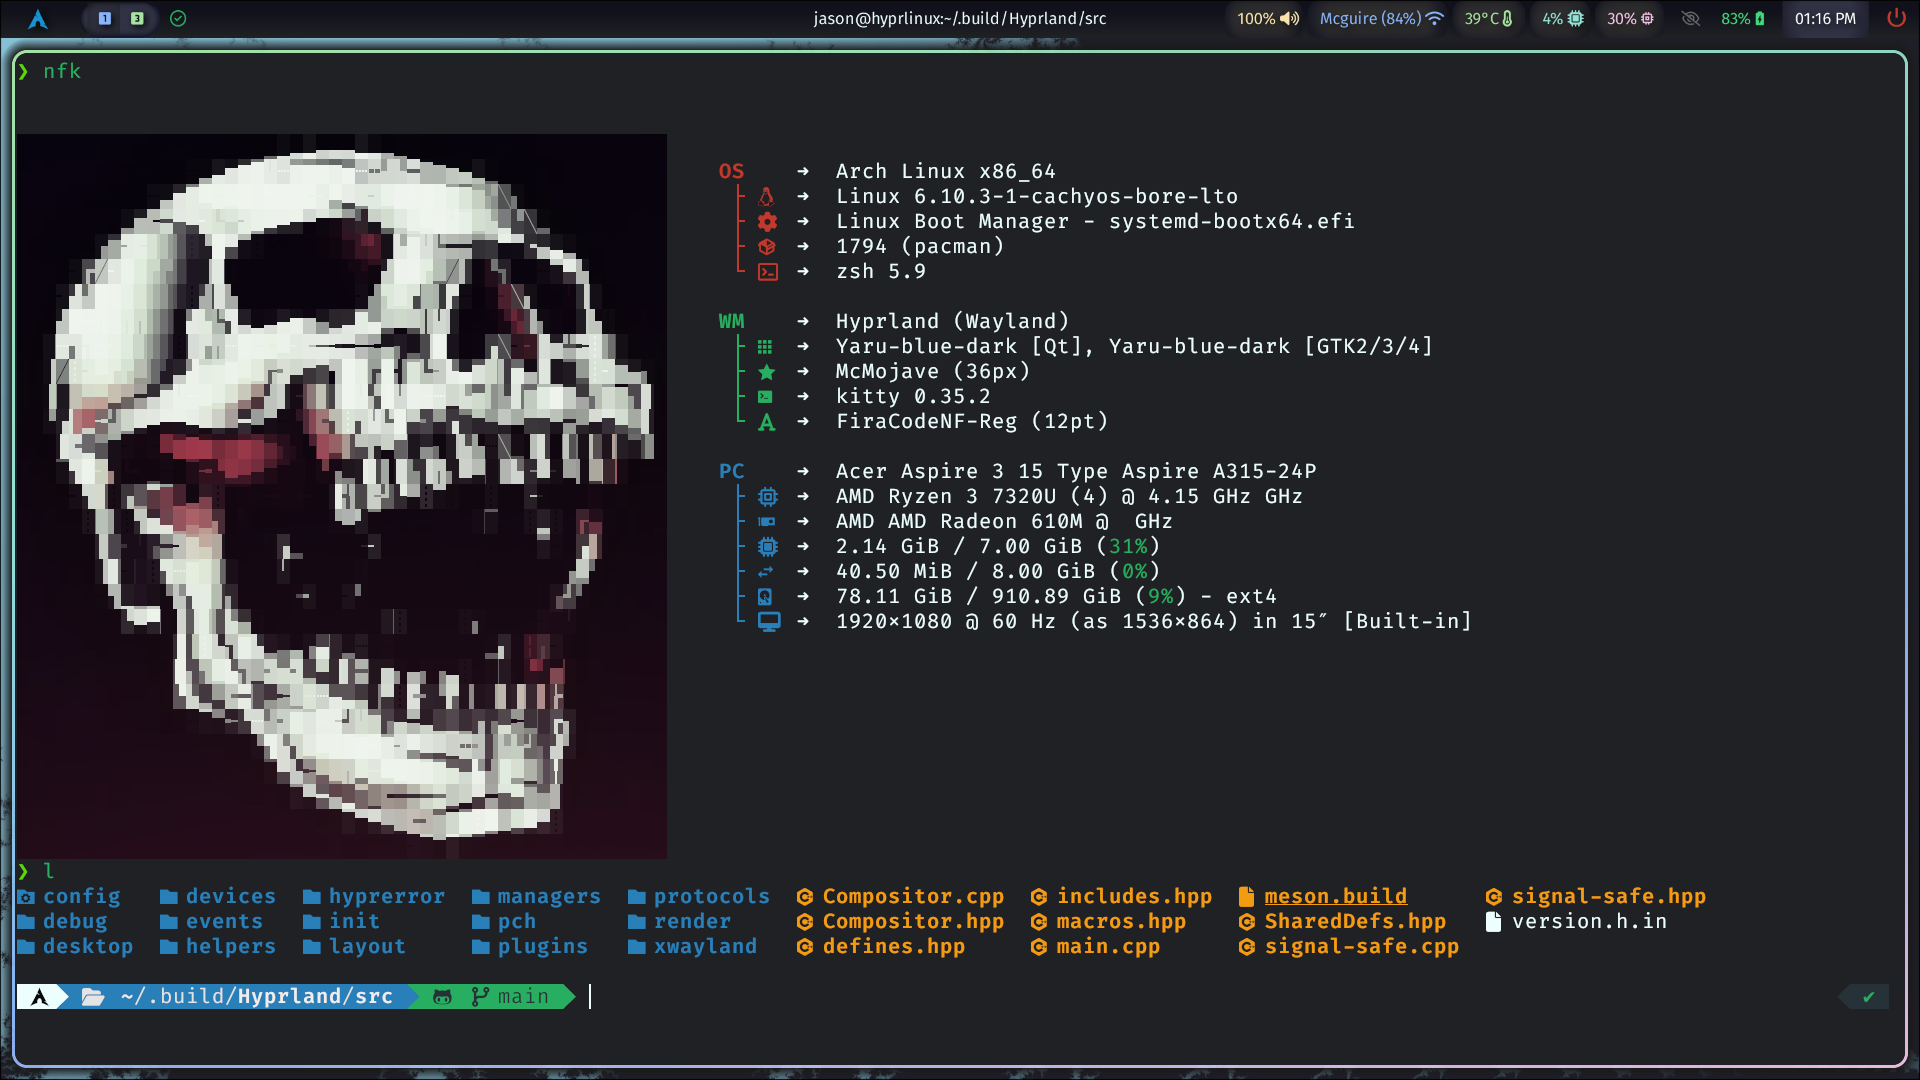 1 3 jason@hyprlinux:~/.build/Hyprland/src 100% Mcguire (84%) 39°C 4% 30% 83% 01:16 PM
❯ nfk
OS ➜ Arch Linux x86_64
➜ Linux 6.10.3-1-cachyos-bore-lto
➜ Linux Boot Manager - systemd-bootx64.efi
➜ 1794 (pacman)
➜ zsh 5.9
WM ➜ Hyprland (Wayland)
➜ Yaru-blue-dark [Qt], Yaru-blue-dark [GTK2/3/4]
➜ McMojave (36px)
➜ kitty 0.35.2
➜ FiraCodeNF-Reg (12pt)
PC ➜ Acer Aspire 3 15 Type Aspire A315-24P
➜ AMD Ryzen 3 7320U (4) @ 4.15 GHz GHz
➜ AMD AMD Radeon 610M @  GHz
➜ 2.14 GiB / 7.00 GiB (31%)
➜ 40.50 MiB / 8.00 GiB (0%)
➜ 78.11 GiB / 910.89 GiB (9%) - ext4
➜ 1920×1080 @ 60 Hz (as 1536×864) in 15″ [Built-in]
❯ l
config devices hyprerror managers protocols Compositor.cpp includes.hpp meson.build signal-safe.hpp
debug events init pch render Compositor.hpp macros.hpp SharedDefs.hpp version.h.in
desktop helpers layout plugins xwayland defines.hpp main.cpp signal-safe.cpp
~/.build/Hyprland/src main ✔